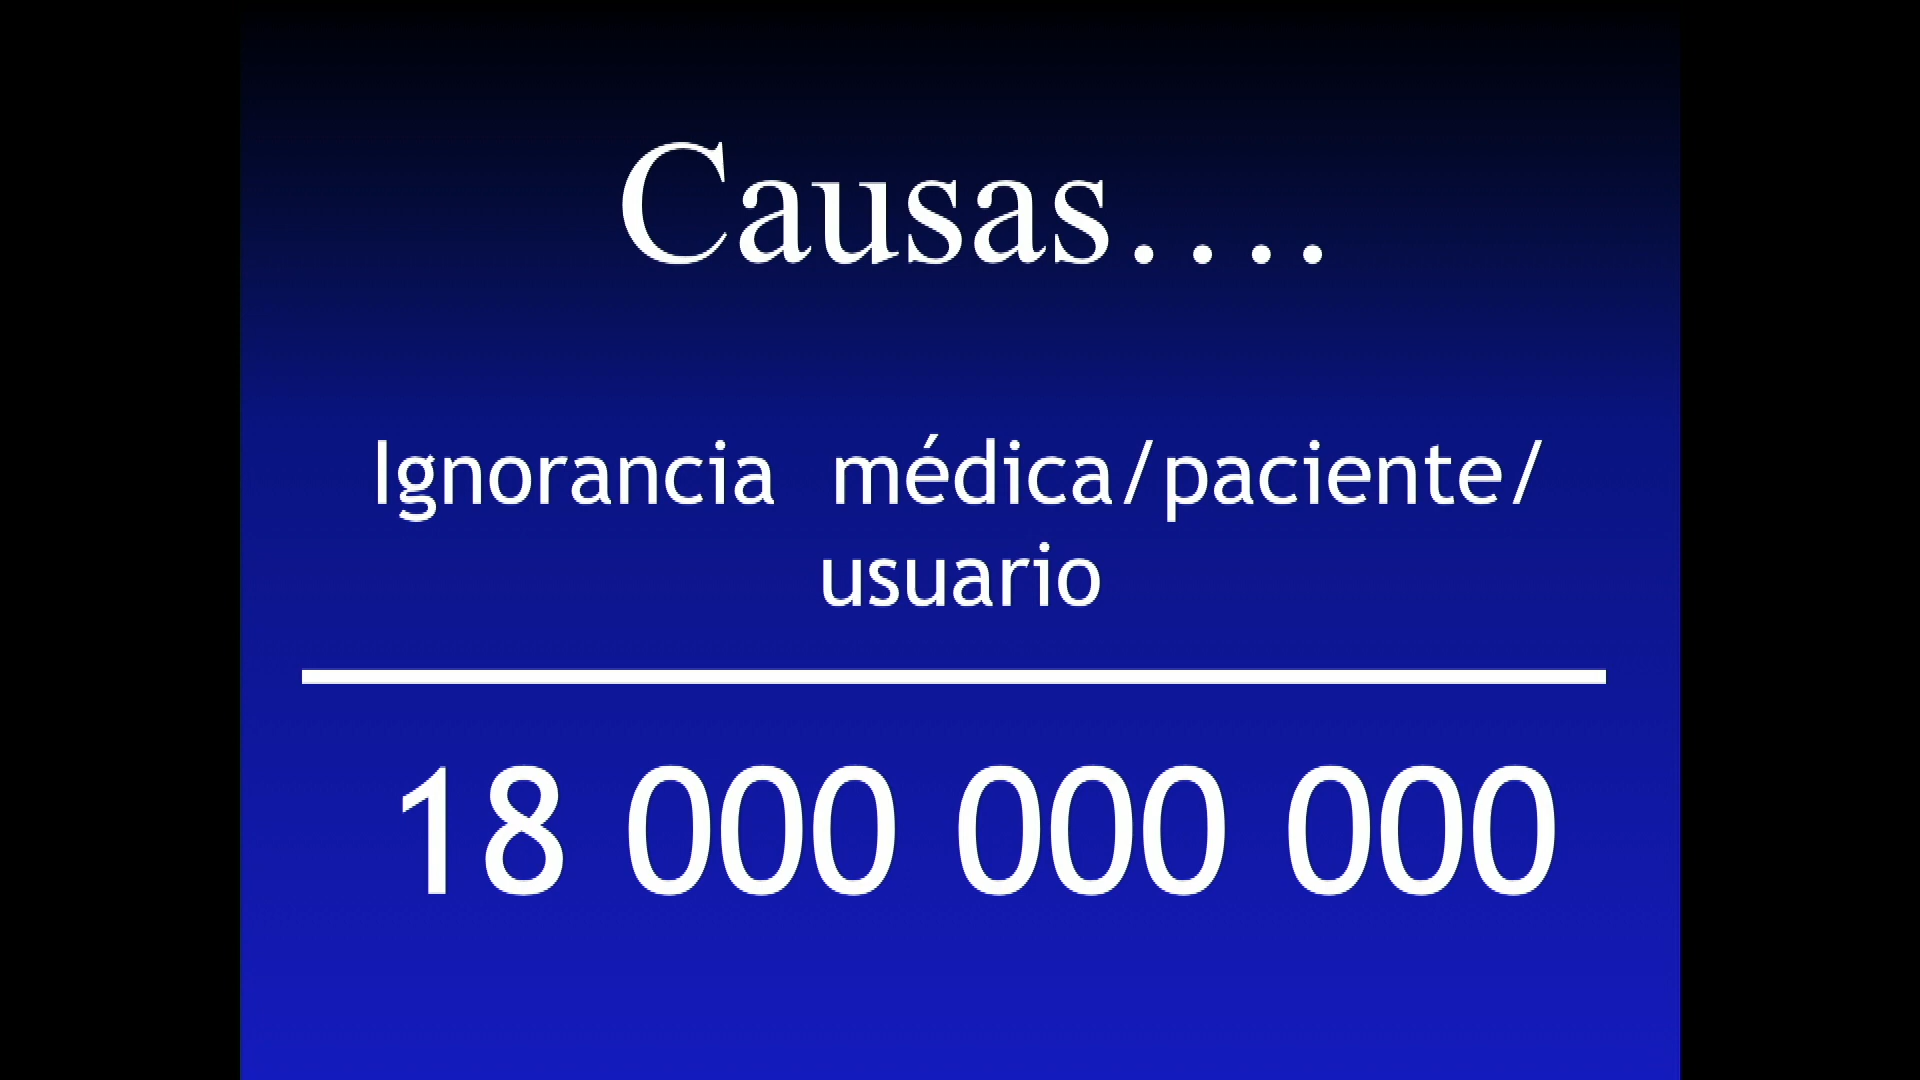 Causas....
Ignorancia médica/paciente/
usuario
18 000 000 000